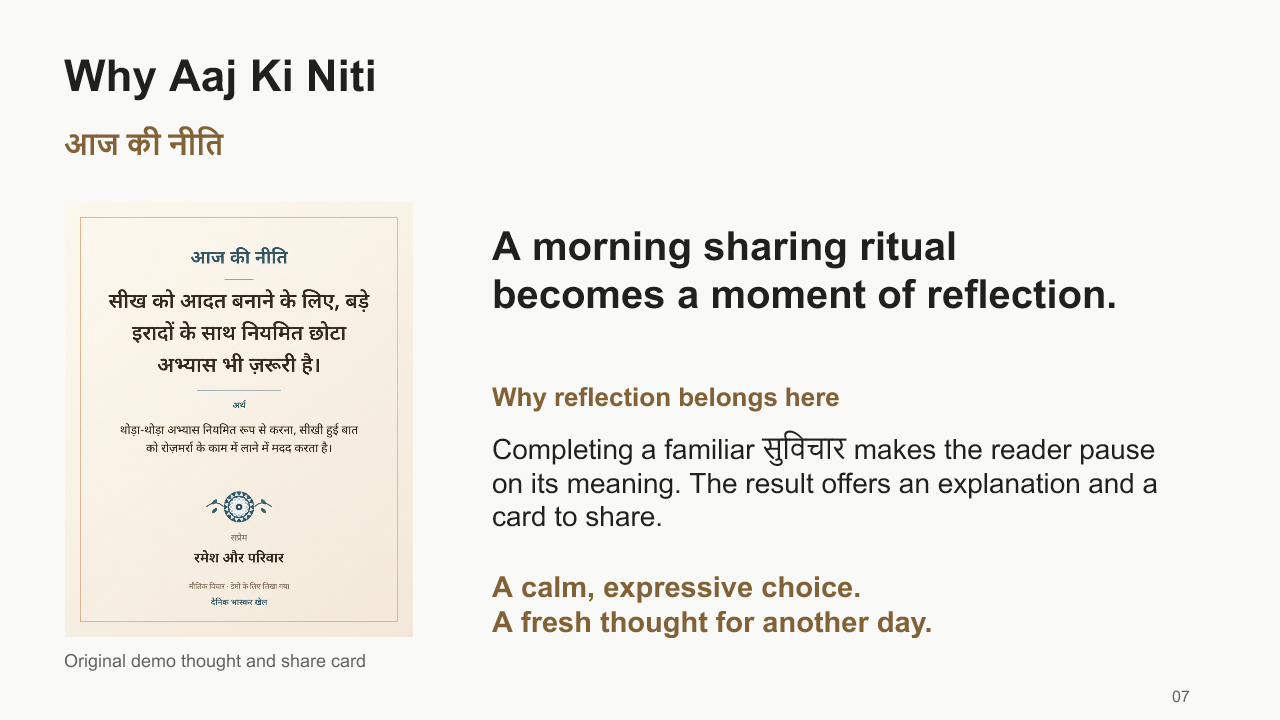 Why Aaj Ki Niti
आज की नीति
आज की नीति
सीख को आदत बनाने के लिए, बड़े
इरादों के साथ नियमित छोटा
अभ्यास भी ज़रूरी है।
अर्थ
थोड़ा-थोड़ा अभ्यास नियमित रूप से करना, सीखी हुई बात
को रोज़मर्रा के काम में लाने में मदद करता है।
सप्रेम
रमेश और परिवार
मौलिक विचार · डेमो के लिए लिखा गया
दैनिक भास्कर खेल
Original demo thought and share card
A morning sharing ritual
becomes a moment of reflection.
Why reflection belongs here
Completing a familiar सुविचार makes the reader pause
on its meaning. The result offers an explanation and a
card to share.
A calm, expressive choice.
A fresh thought for another day.
07